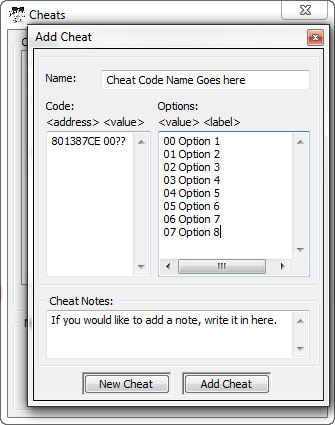 Cheats
Add Cheat
Name: Cheat Code Name Goes here
Code: Options:
<address> <value> <value> <label>
801387CE 00??
00 Option 1
01 Option 2
02 Option 3
03 Option 4
04 Option 5
05 Option 6
06 Option 7
07 Option 8
Cheat Notes:
If you would like to add a note, write it in here.
New Cheat Add Cheat